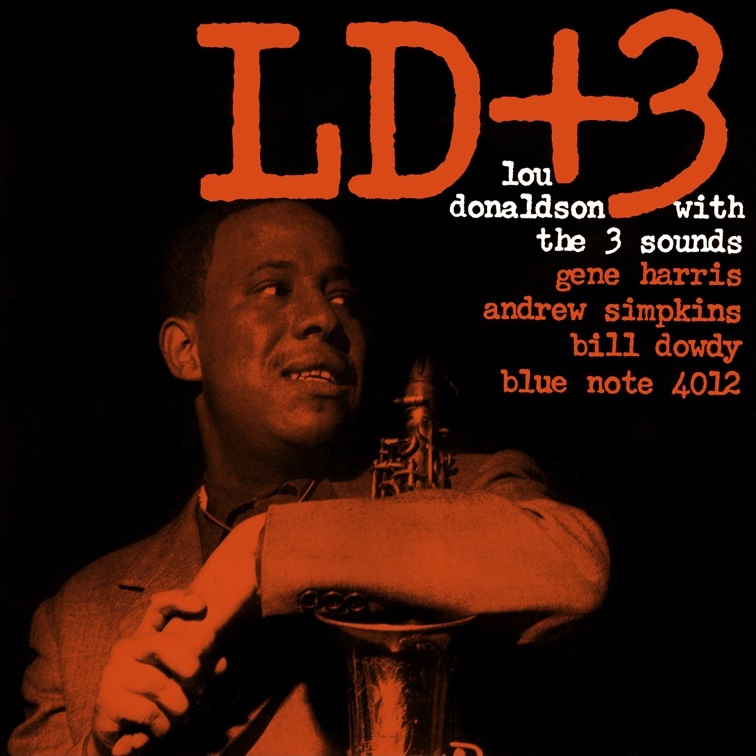 LD+3
lou
donaldson with
the 3 sounds
gene harris
andrew simpkins
bill dowdy
blue note 4012